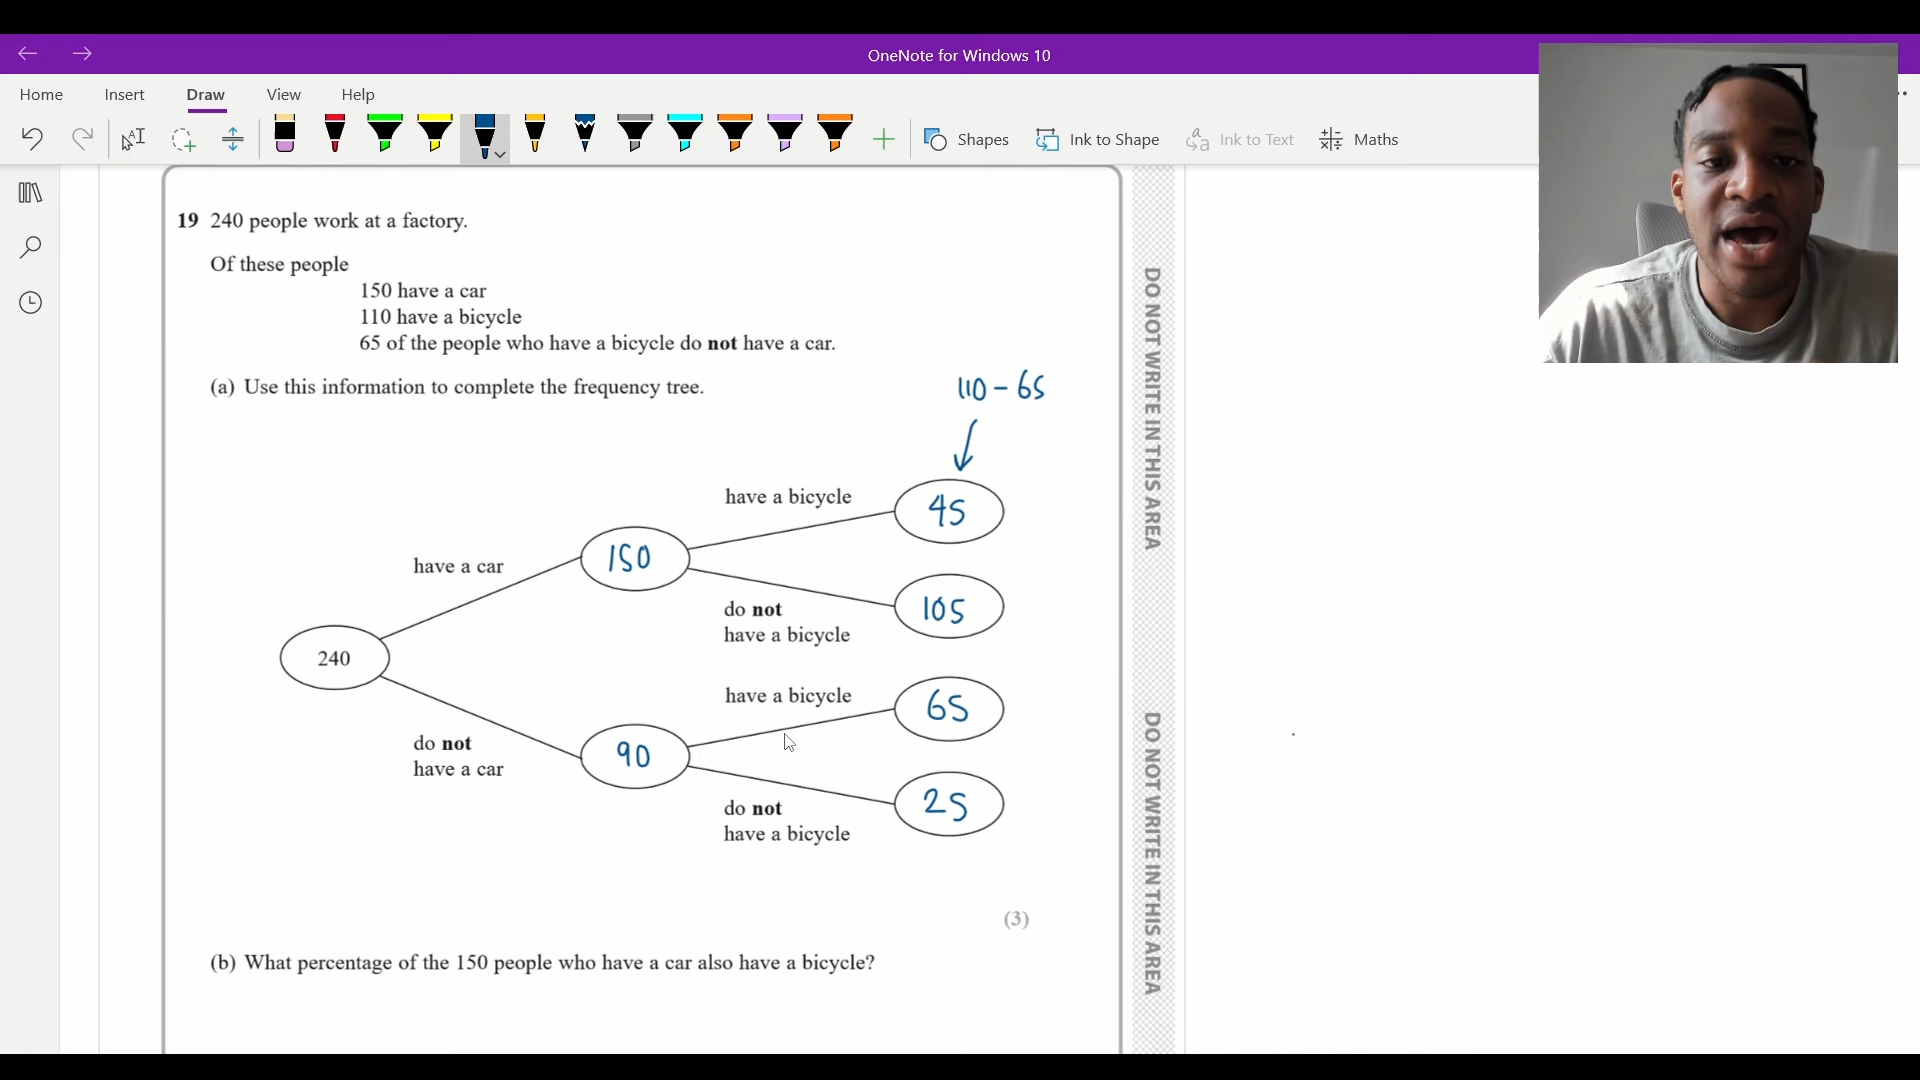 OneNote for Windows 10
Home Insert Draw View Help
Shapes Ink to Shape Ink to Text Maths
19 240 people work at a factory.
Of these people
150 have a car
110 have a bicycle
65 of the people who have a bicycle do not have a car.
(a) Use this information to complete the frequency tree.
110 - 65
have a bicycle
45
have a car
150
do not
have a bicycle
105
240
have a bicycle
65
do not
have a car
90
do not
have a bicycle
25
(3)
(b) What percentage of the 150 people who have a car also have a bicycle?
DO NOT WRITE IN THIS AREA
DO NOT WRITE IN THIS AREA